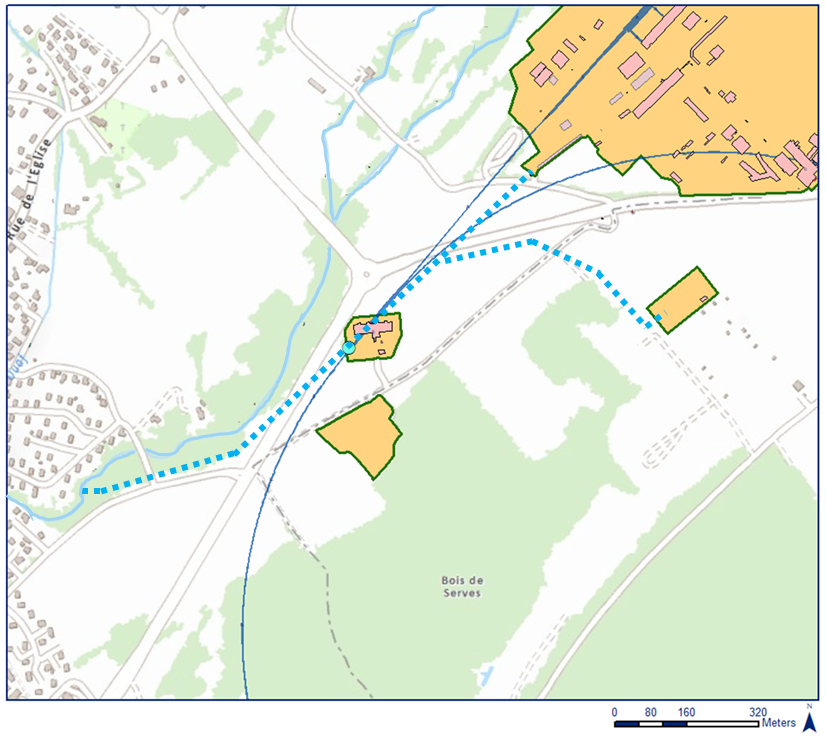 Rue de l'Eglise
Bois de
Serves
N
0 80 160 320
Meters